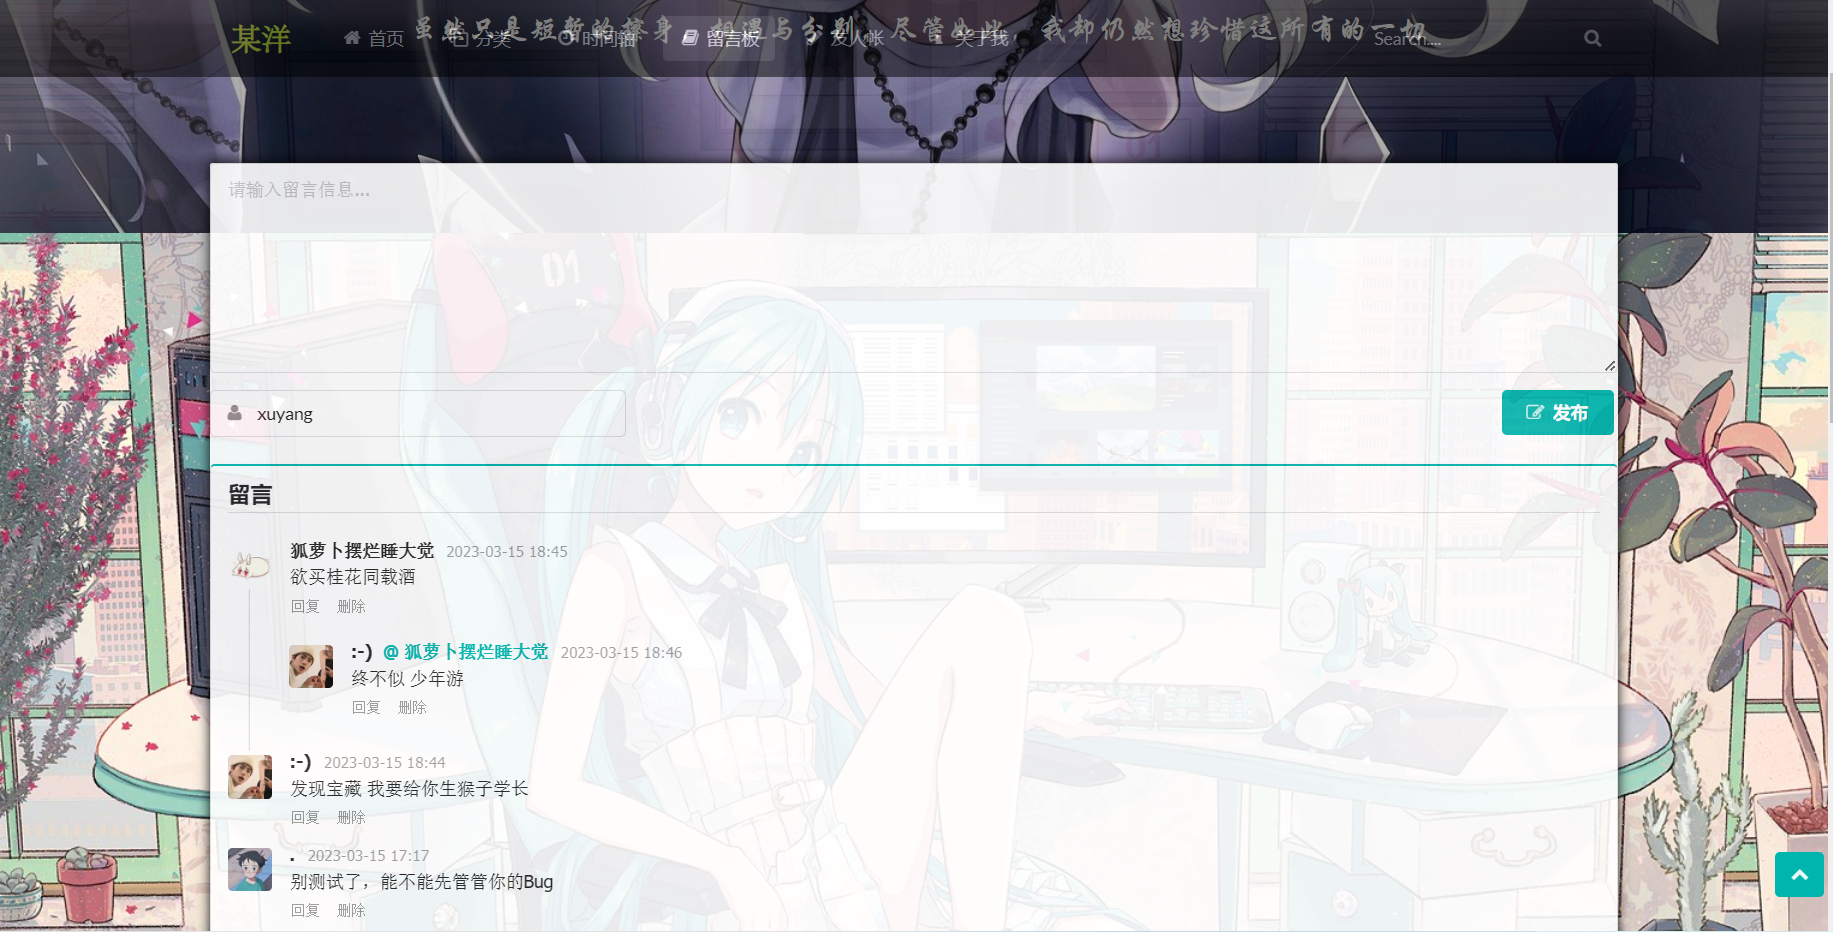 虽然只是短暂的擦身，相遇与分别，尽管如此，我却仍然想珍惜这所有的一切
某洋
首页
分类
时间轴
留言板
友人帐
关于我
Search....
请输入留言信息...
01
xuyang
发布
留言
狐萝卜摆烂睡大觉 2023-03-15 18:45
欲买桂花同载酒
回复 删除
:-) @ 狐萝卜摆烂睡大觉 2023-03-15 18:46
终不似 少年游
回复 删除
:-) 2023-03-15 18:44
发现宝藏 我要给你生猴子学长
回复 删除
. 2023-03-15 17:17
别测试了，能不能先管管你的Bug
回复 删除